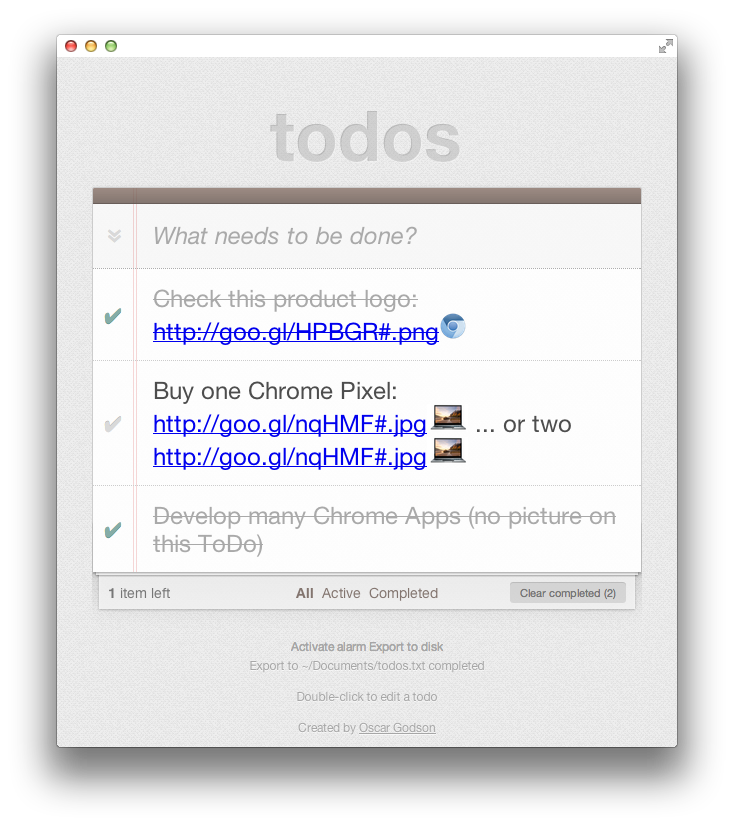 todos
What needs to be done?
Check this product logo:
http://goo.gl/HPBGR#.png
Buy one Chrome Pixel:
http://goo.gl/nqHMF#.jpg ... or two
http://goo.gl/nqHMF#.jpg
Develop many Chrome Apps (no picture on
this ToDo)
1 item left All Active Completed Clear completed (2)
Activate alarm Export to disk
Export to ~/Documents/todos.txt completed
Double-click to edit a todo
Created by Oscar Godson